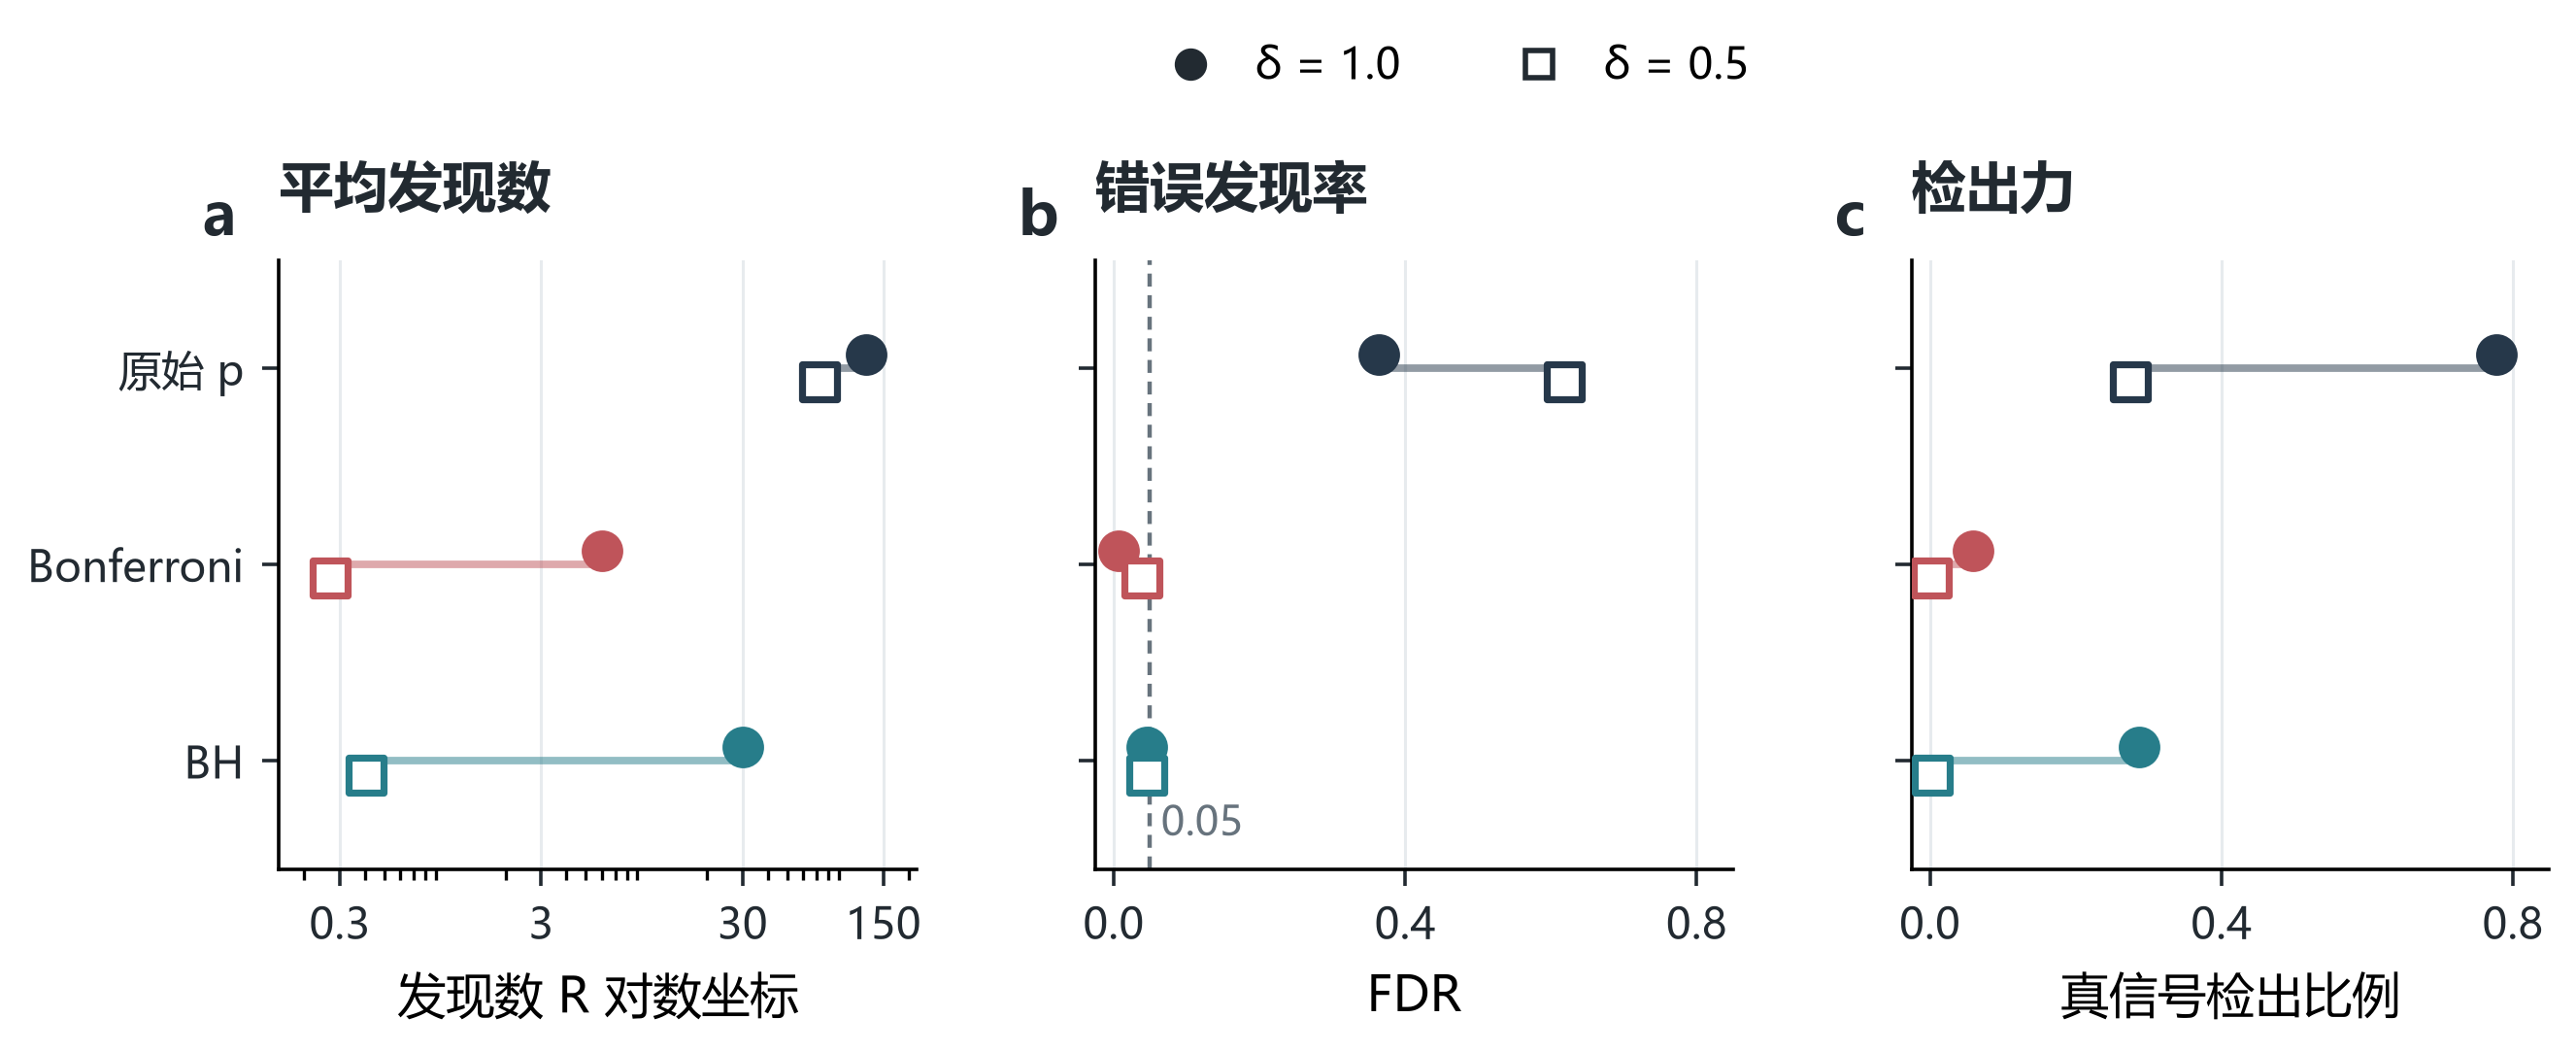 δ = 1.0 δ = 0.5
a 平均发现数
b 错误发现率
c 检出力
原始 p
Bonferroni
BH
0.05
0.3 3 30 150
0.0 0.4 0.8
0.0 0.4 0.8
发现数 R 对数坐标
FDR
真信号检出比例